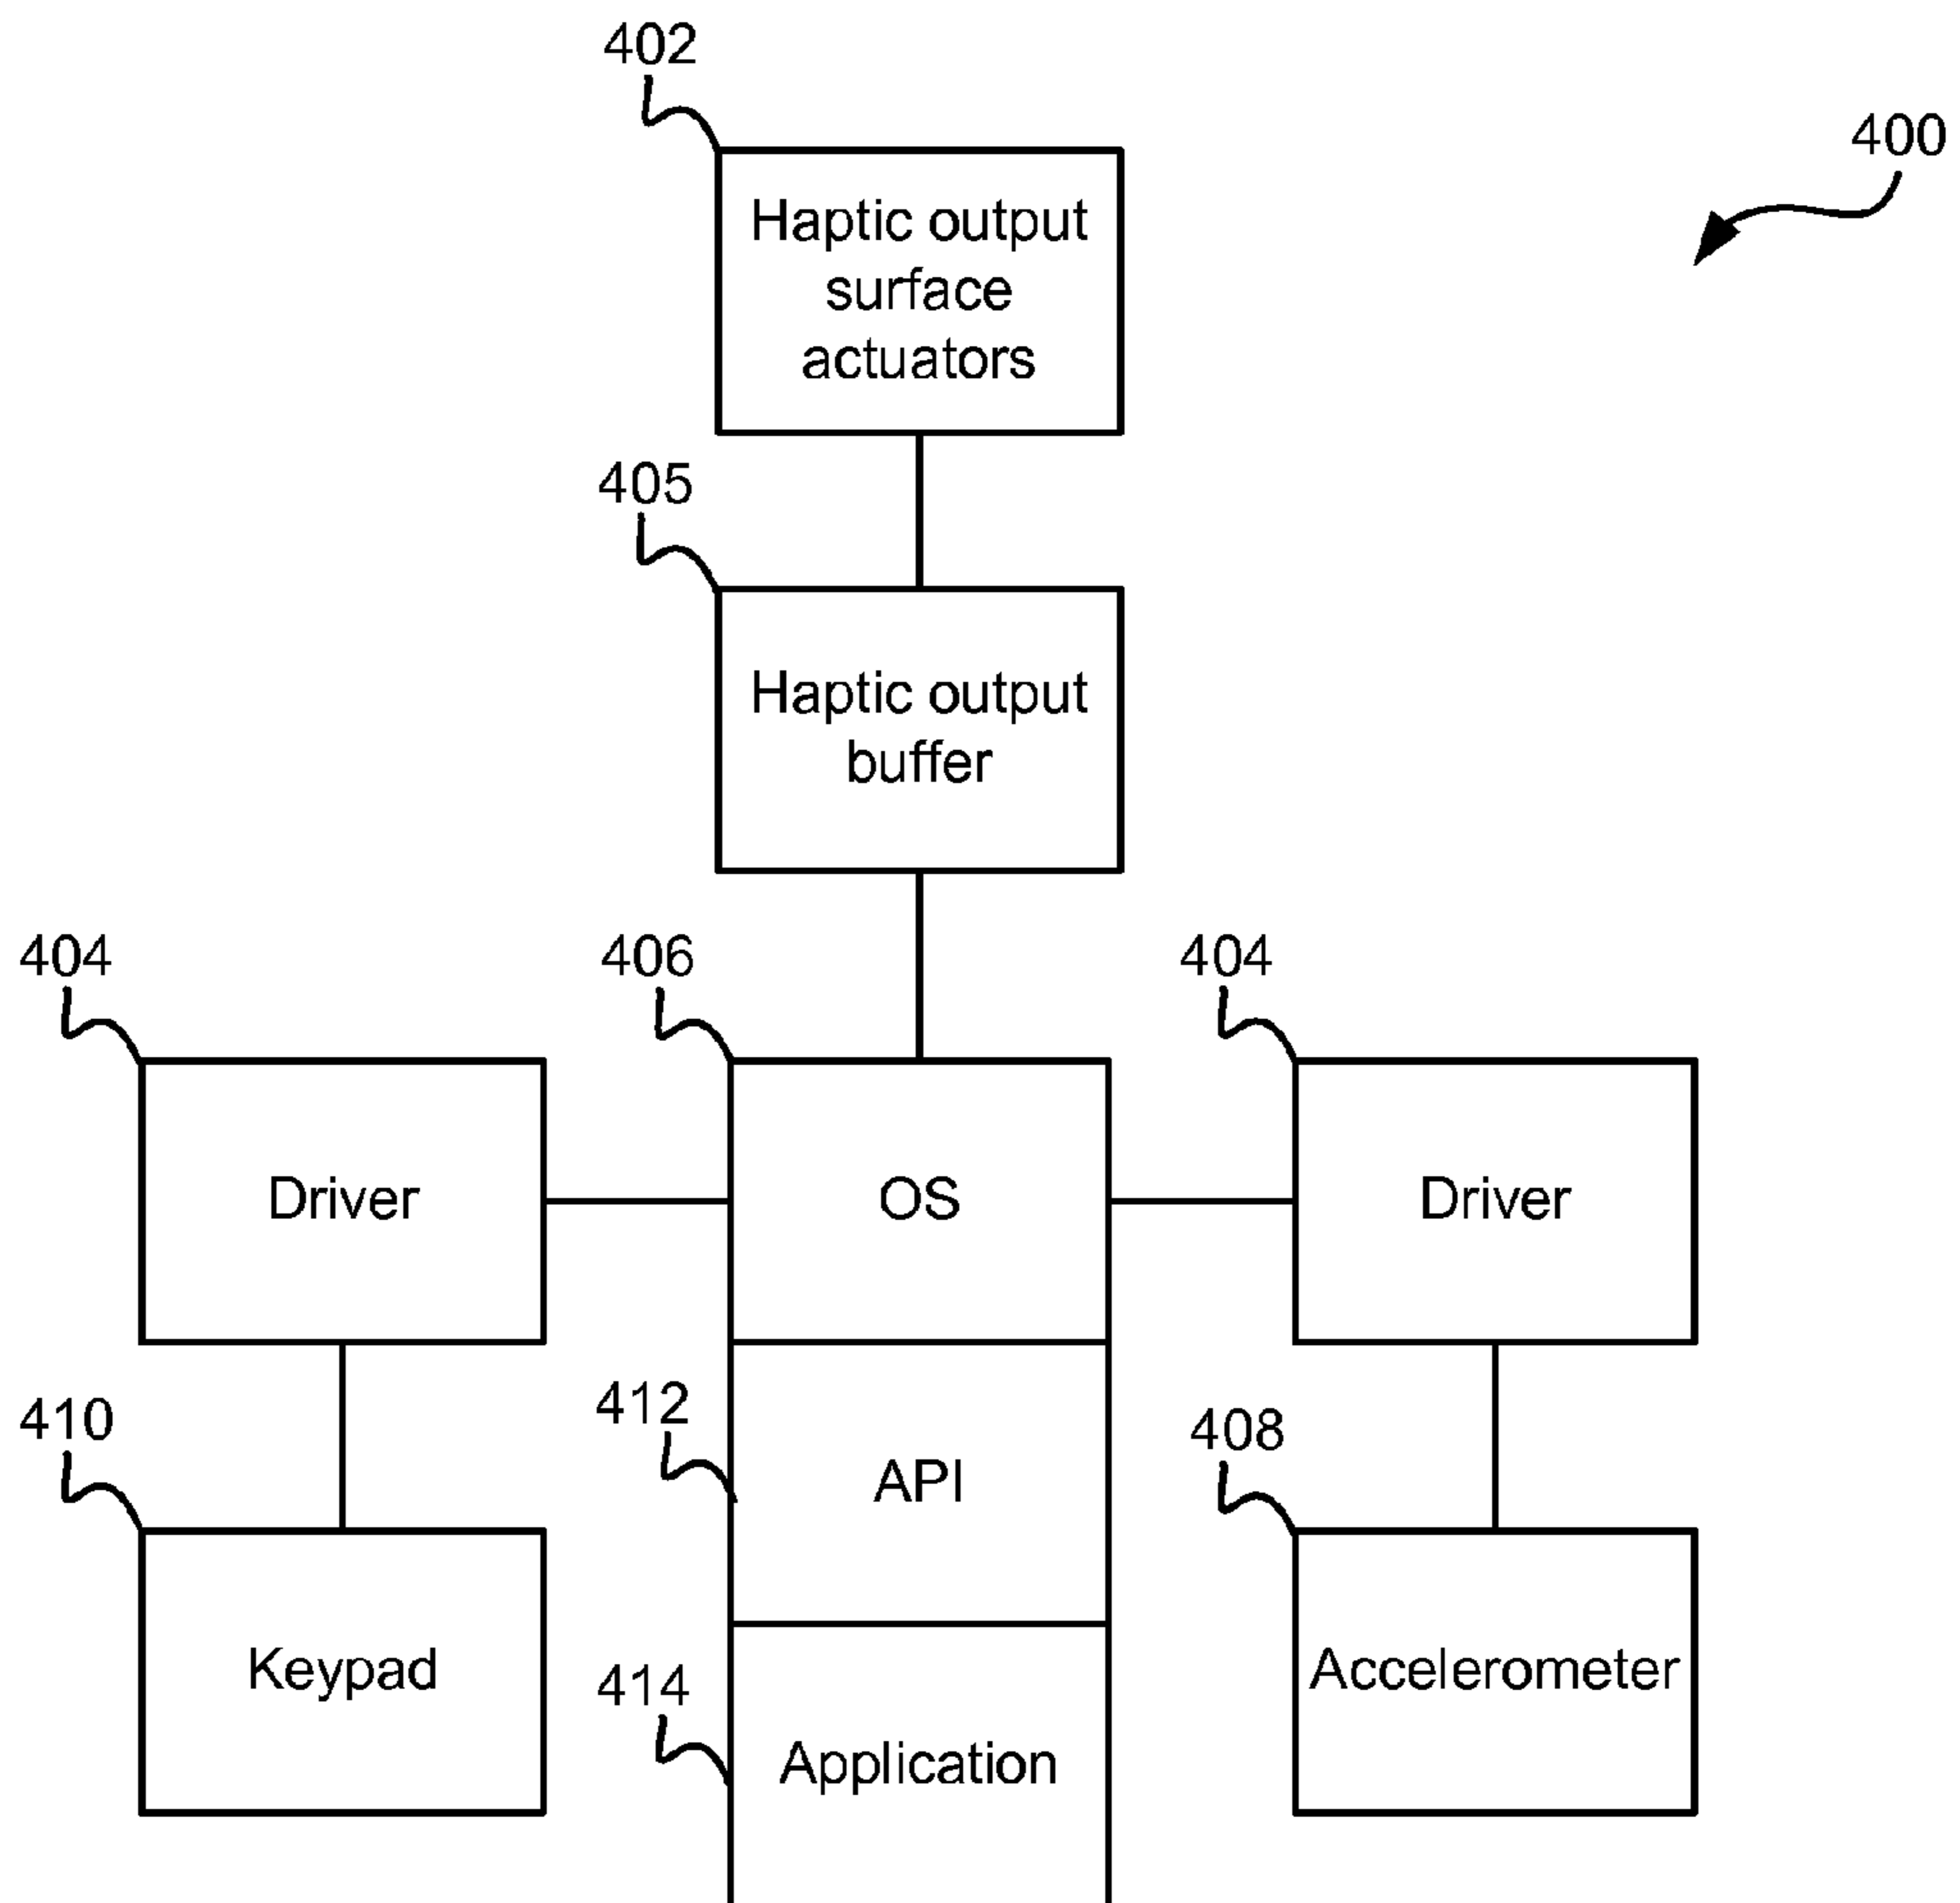 402
400
Haptic output
surface
actuators
405
Haptic output
buffer
404
406
404
Driver
OS
Driver
410
412
408
API
Keypad
414
Accelerometer
Application